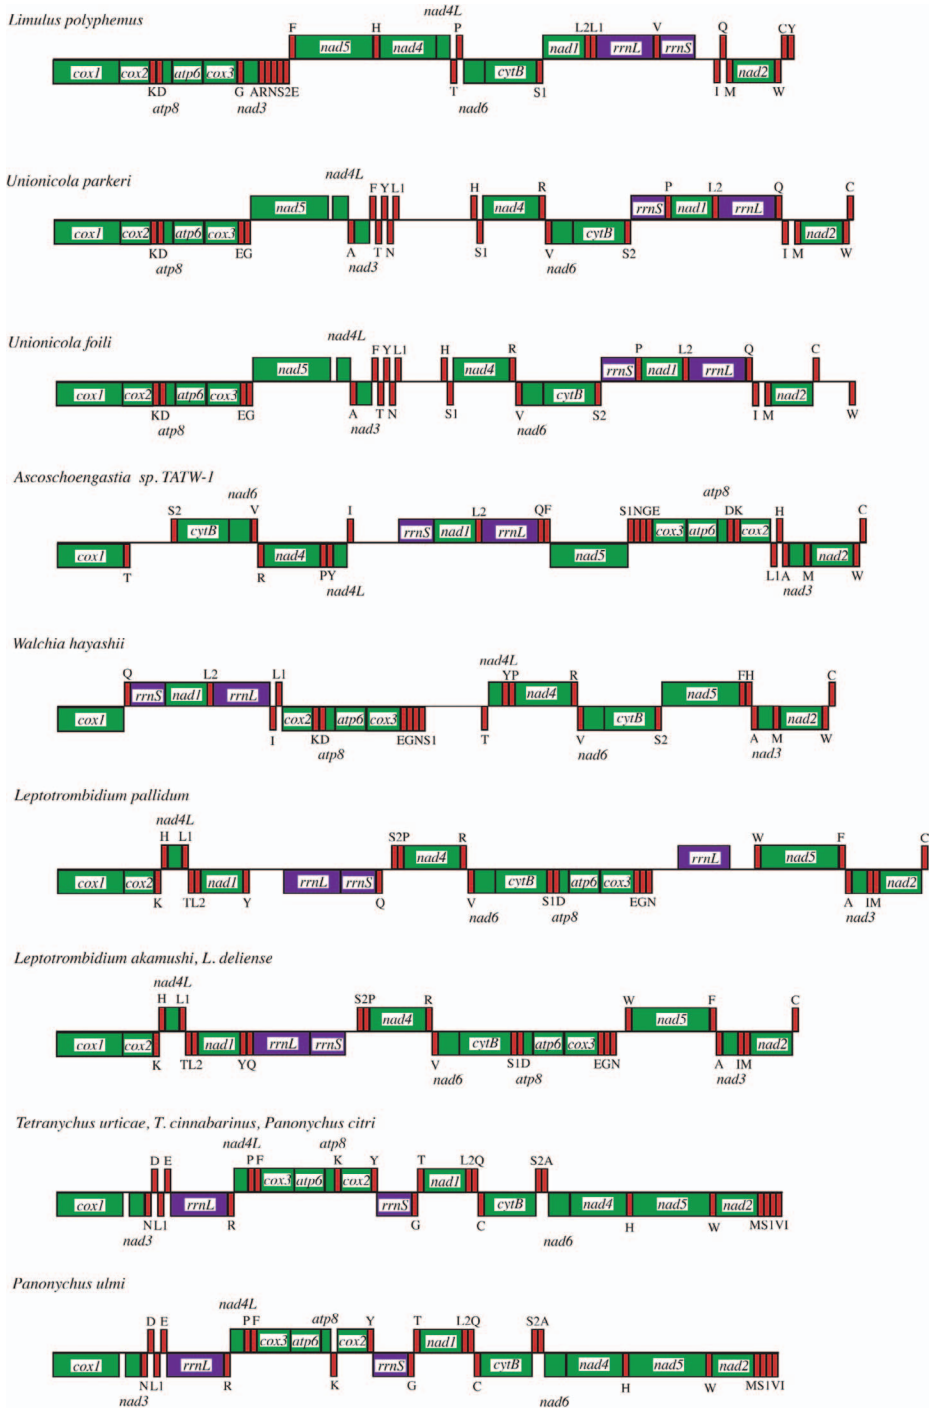 Limulus polyphemus
nad4L
F H P L2L1 V Q CY
nad5 nad4 nad1 rrnL rrnS
cox1 cox2 atp6 cox3 cytB nad2
KD G ARNS2E T S1 I M W
atp8 nad3 nad6
Unionicola parkeri
nad4L
F Y L1 H R P L2 Q C
nad5 nad4 rrnS nad1 rrnL
cox1 cox2 atp6 cox3 cytB nad2
KD EG A T N S1 V S2 I M W
atp8 nad3 nad6
Unionicola foili
nad4L
F Y L1 H R P L2 Q C
nad5 nad4 rrnS nad1 rrnL
cox1 cox2 atp6 cox3 cytB nad2
KD EG A T N S1 V S2 I M W
atp8 nad3 nad6
Ascoschoengastia sp. TATW-1
nad6 atp8
S2 V I L2 QF S1NGE DK H C
cytB rrnS nad1 rrnL cox3 atp6 cox2
cox1 nad4 nad5 nad2
T R PY L1A M W
nad4L nad3
Walchia hayashii
nad4L
Q L2 L1 YP R FH C
rrnS nad1 rrnL nad4 nad5
cox1 cox2 atp6 cox3 cytB nad2
I KD EGNS1 T V S2 A M W
atp8 nad6 nad3
Leptotrombidium pallidum
nad4L
H L1 S2P R W F C
nad4 rrnL nad5
cox1 cox2 nad1 rrnL rrnS cytB atp6 cox3 nad2
K TL2 Y Q V S1D EGN A IM
nad6 atp8 nad3
Leptotrombidium akamushi, L. deliense
nad4L
H L1 S2P R W F C
nad4 nad5
cox1 cox2 nad1 rrnL rrnS cytB atp6 cox3 nad2
K TL2 YQ V S1D EGN A IM
nad6 atp8 nad3
Tetranychus urticae, T. cinnabarinus, Panonychus citri
nad4L atp8
D E PF K Y T L2Q S2A
cox3 atp6 cox2 nad1
cox1 rrnL rrnS cytB nad4 nad5 nad2
NL1 R G C H W MS1VI
nad3 nad6
Panonychus ulmi
nad4L atp8
D E PF Y T L2Q S2A
cox3 atp6 cox2 nad1
cox1 rrnL rrnS cytB nad4 nad5 nad2
NL1 R K G C H W MS1VI
nad3 nad6